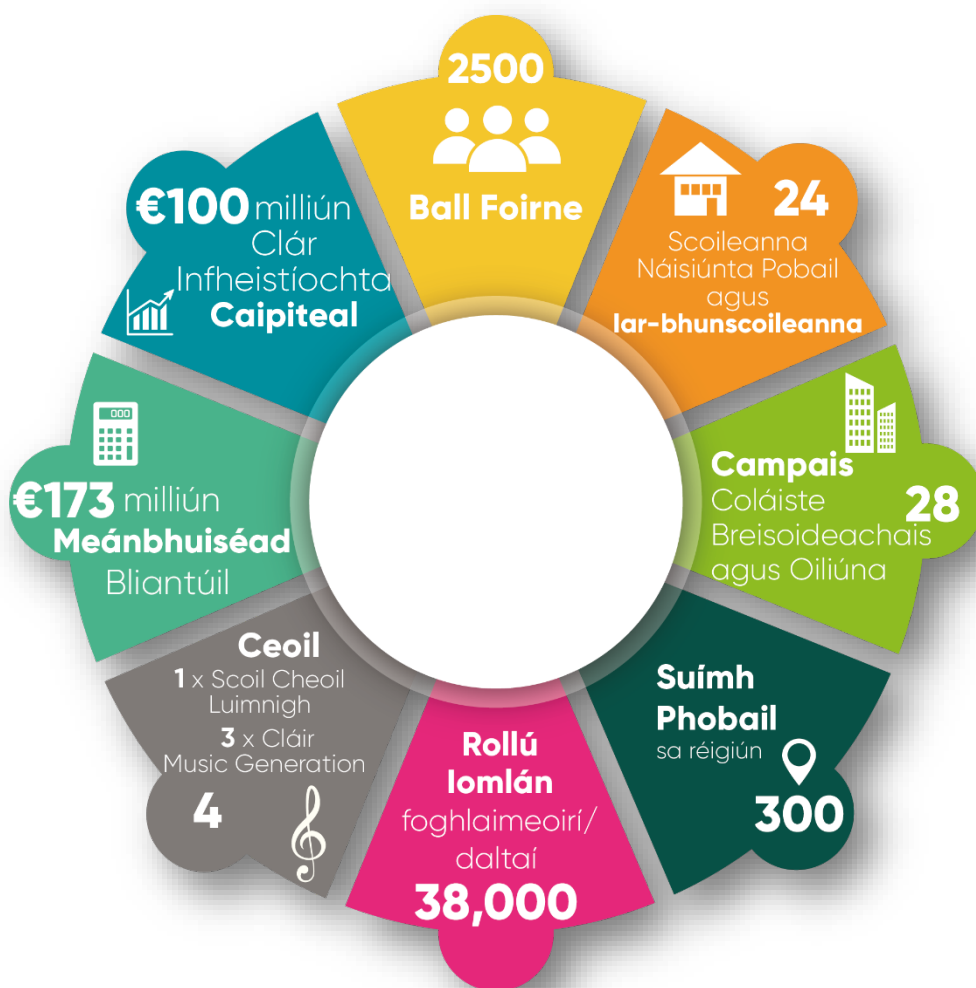 2500
Ball Foirne
24
Scoileanna
Náisiúnta Pobail
agus
Iar-bhunscoileanna
Campais
Coláiste
28
Breisoideachais
agus Oiliúna
Suímh
Phobail
sa réigiún
300
Rollú
Iomlán
foghlaimeoirí/
daltaí
38,000
Ceoil
1 x Scoil Cheoil
Luimnigh
3 x Cláir
Music Generation
4
000
€173 milliún
Meánbhuiséad
Bliantúil
€100 milliún
Clár
Infheistíochta
Caipiteal